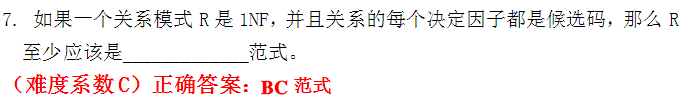 7. 如果一个关系模式 R 是 1NF，并且关系的每个决定因子都是候选码，那么 R
至少应该是____________范式。
（难度系数 C）正确答案：BC 范式